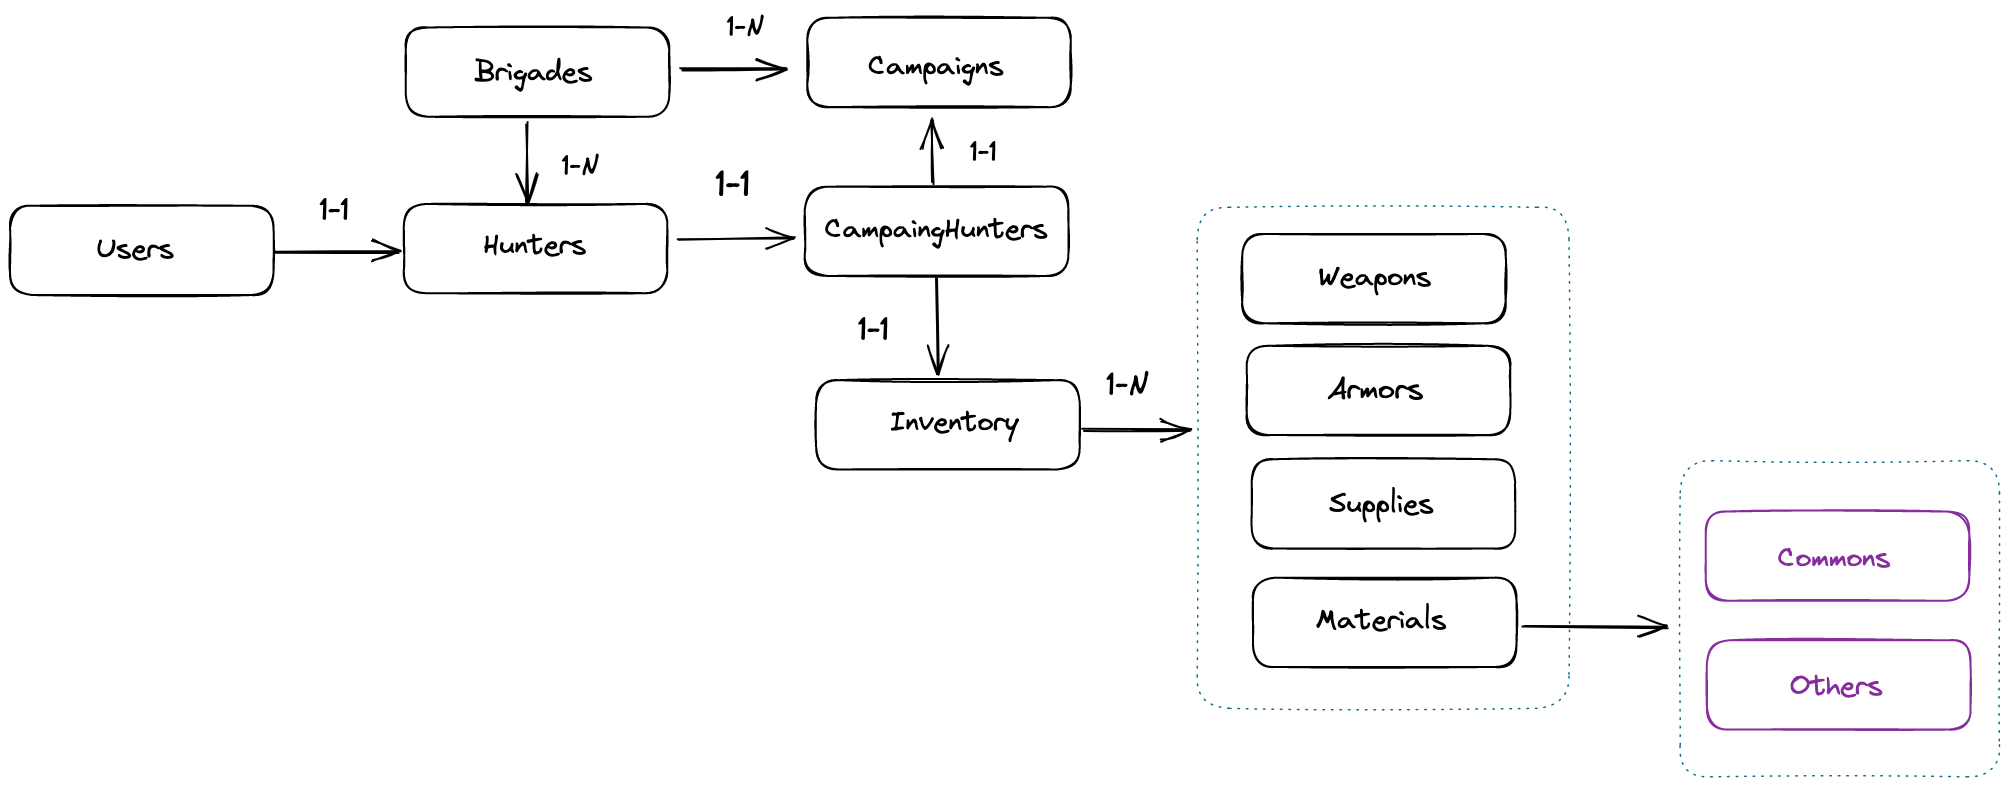 1-N
Brigades
Campaigns
1-N
1-1
1-1
1-1
Users
Hunters
CampaingHunters
1-1
Inventory
1-N
Weapons
Armors
Supplies
Materials
Commons
Others